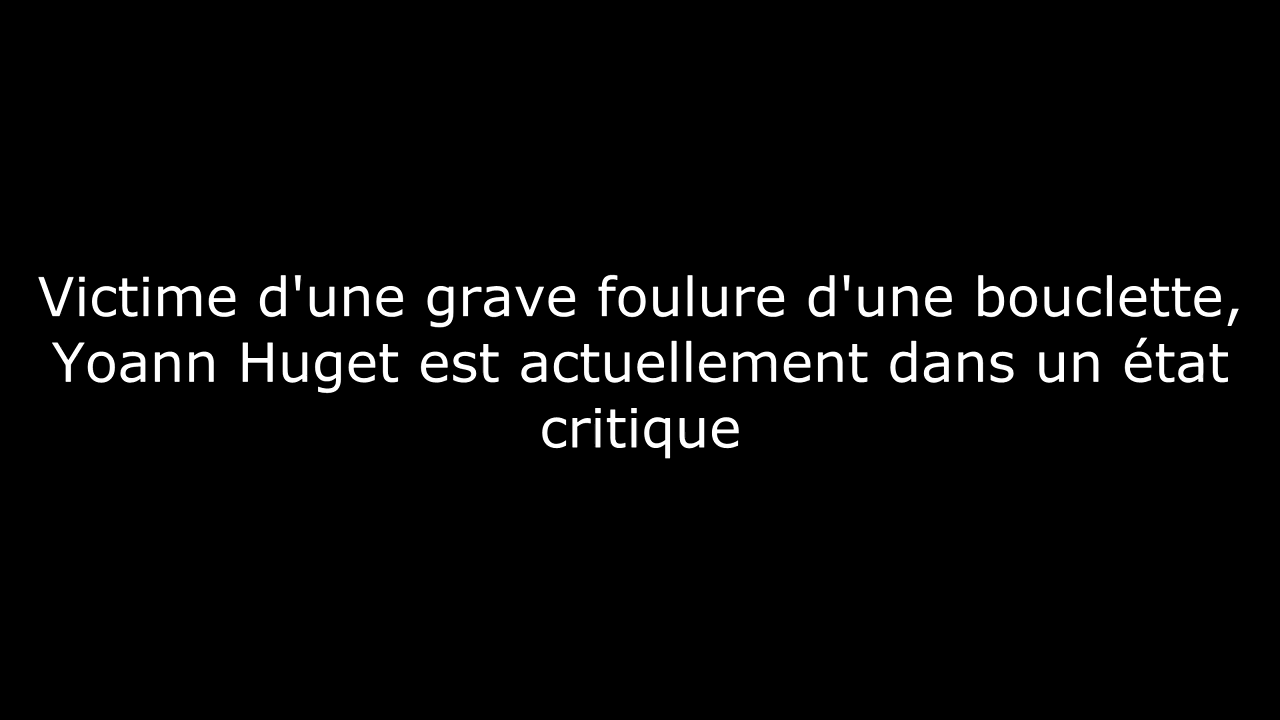 Victime d'une grave foulure d'une bouclette,
Yoann Huget est actuellement dans un état
critique